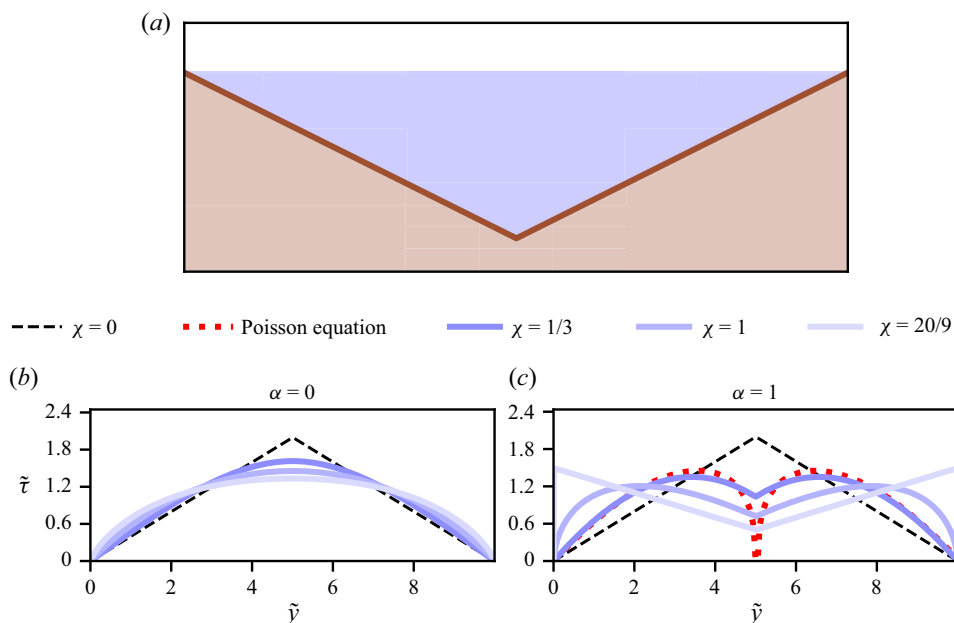 (a)
χ = 0 Poisson equation χ = 1/3 χ = 1 χ = 20/9
(b) α = 0
2.4
1.8
1.2
0.6
0
τ̃
0 2 4 6 8
ỹ
(c) α = 1
2.4
1.8
1.2
0.6
0
0 2 4 6 8
ỹ